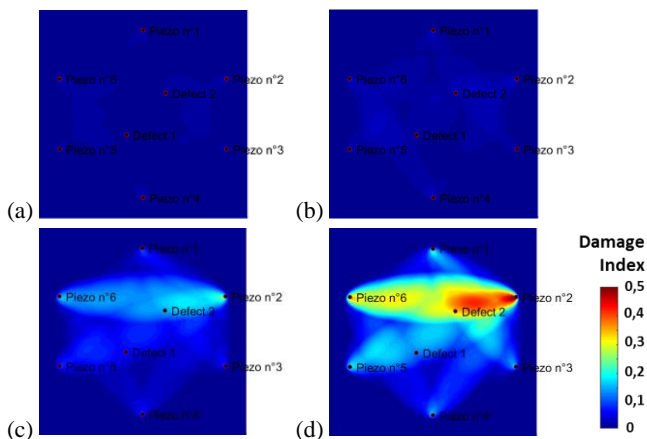 Piezo n°1
Piezo n°6
Piezo n°2
Defect 2
Defect 1
Piezo n°5
Piezo n°3
Piezo n°4
(a)
Piezo n°1
Piezo n°6
Piezo n°2
Defect 2
Defect 1
Piezo n°5
Piezo n°3
Piezo n°4
(b)
Piezo n°1
Piezo n°6
Piezo n°2
Defect 2
Defect 1
Piezo n°5
Piezo n°3
Piezo n°4
(c)
Piezo n°1
Piezo n°6
Piezo n°2
Defect 2
Defect 1
Piezo n°5
Piezo n°3
Piezo n°4
(d)
Damage
Index
0,5
0,4
0,3
0,2
0,1
0